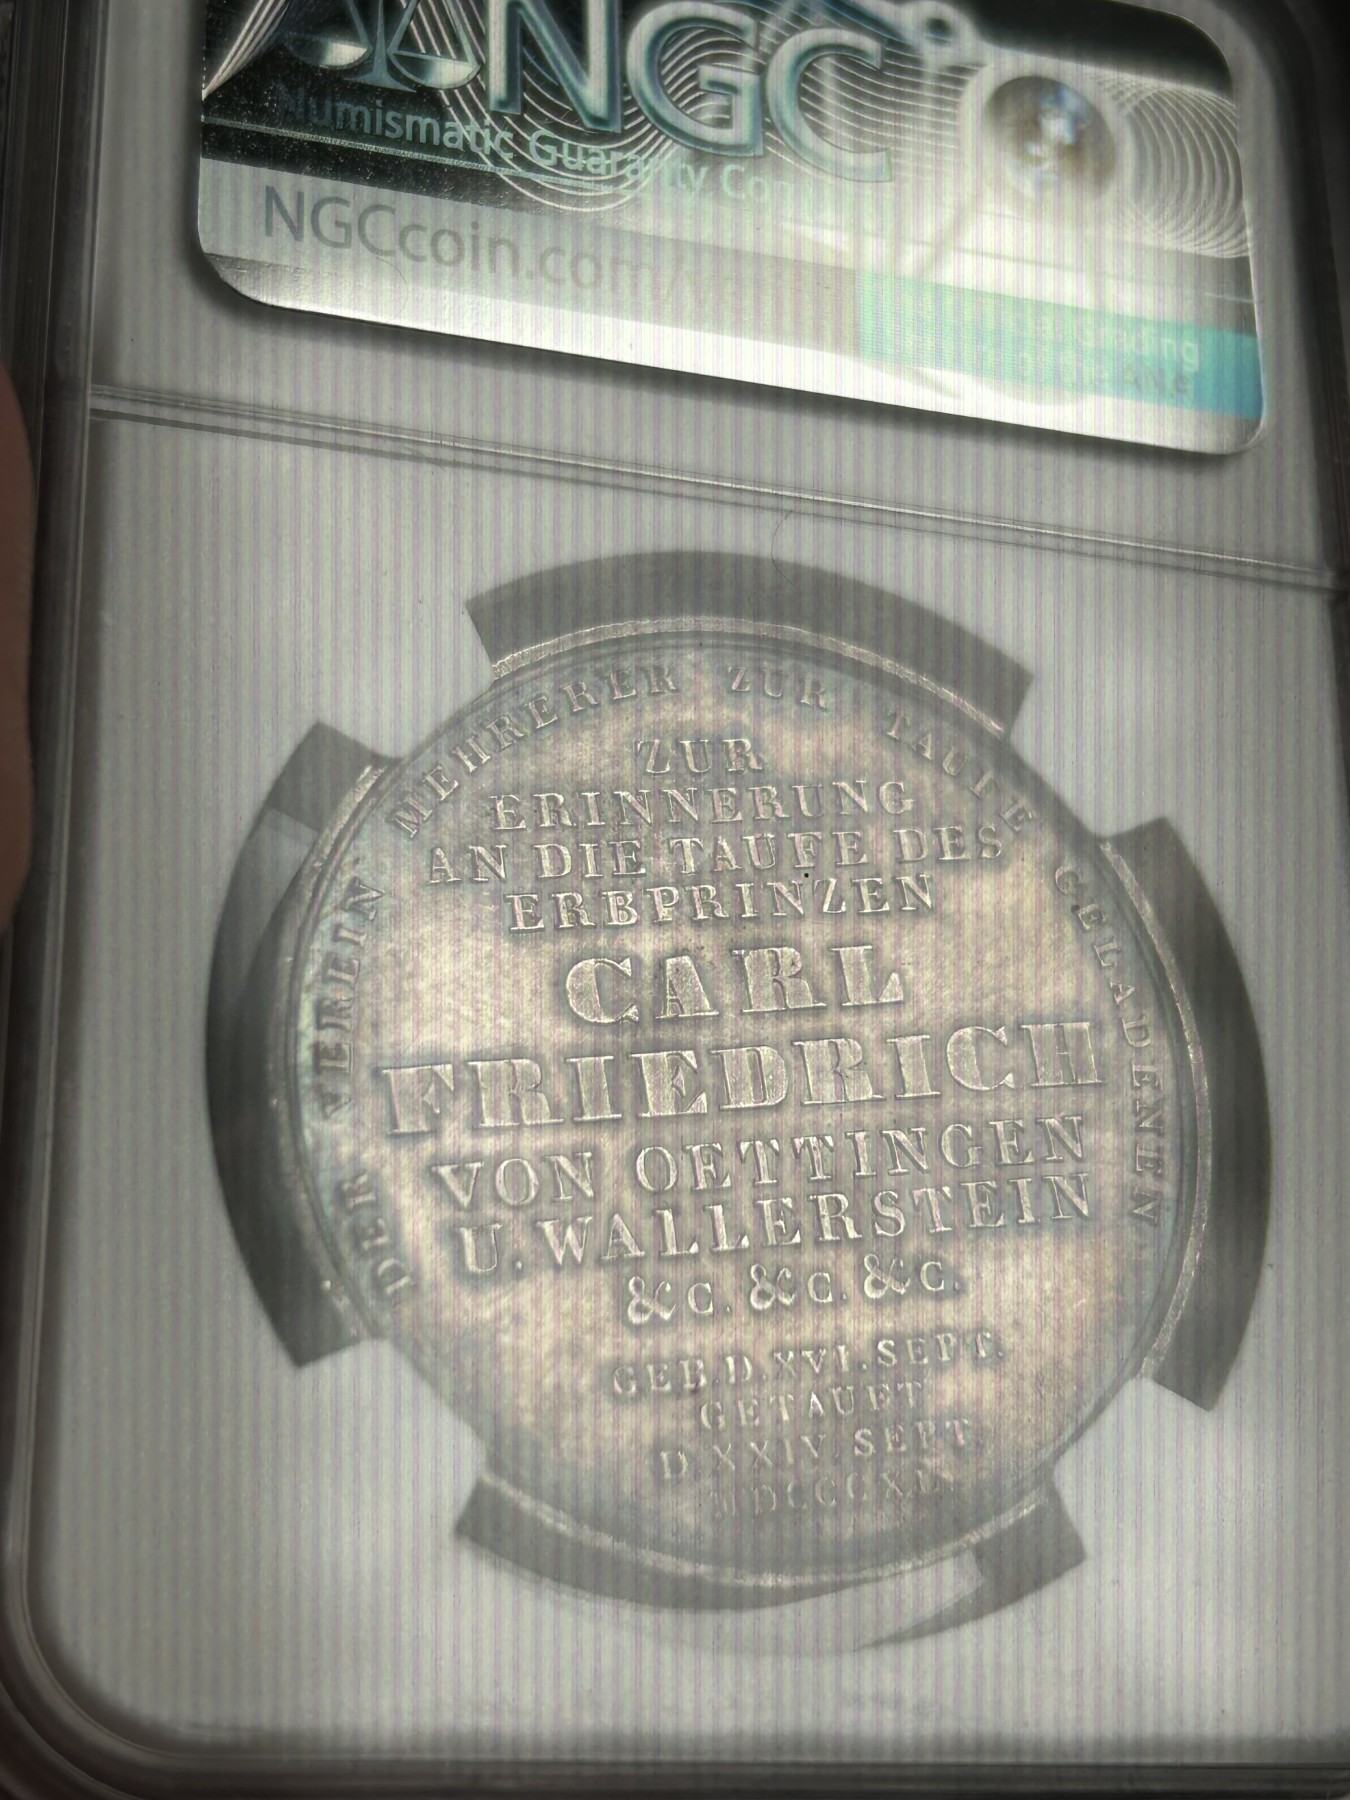 NGC
Numismatic Guaranty
NGCcoin.com
grading
DER VEREIN MEHRERER ZUR TAUFE GELADENEN
ZUR
ERINNERUNG
AN DIE TAUFE DES
ERBPRINZEN
CARL
FRIEDRICH
VON OETTINGEN
U. WALLERSTEIN
&C. &C. &C.
GEB. D. XVI. SEPT.
GETAUFT
D. XXIV. SEPT.